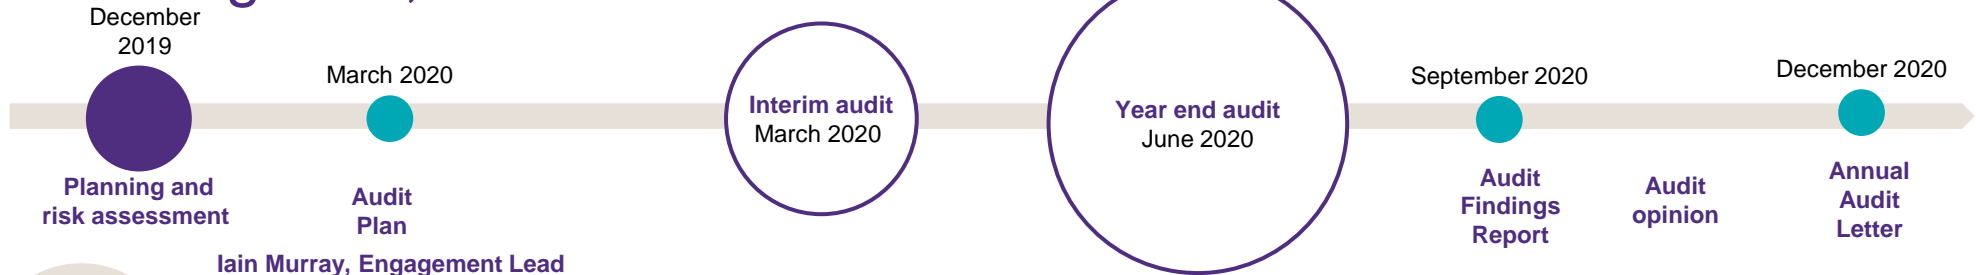 December
2019
Planning and
risk assessment
March 2020
Audit
Plan
Iain Murray, Engagement Lead
Interim audit
March 2020
Year end audit
June 2020
September 2020
Audit
Findings
Report
Audit
opinion
December 2020
Annual
Audit
Letter